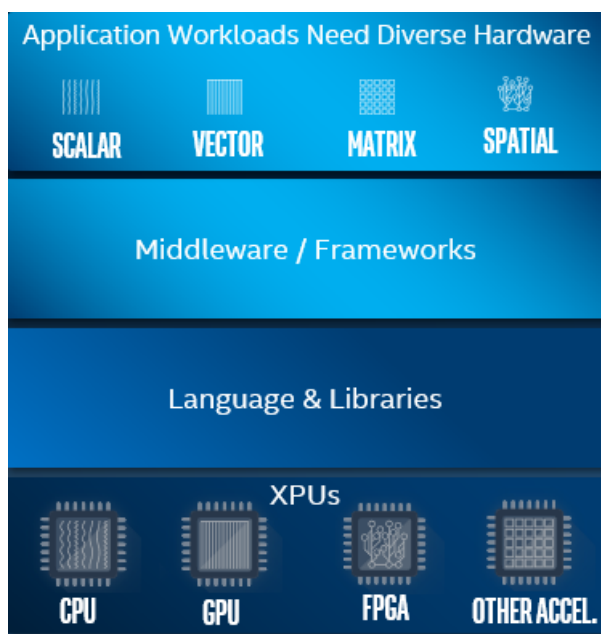 Application Workloads Need Diverse Hardware
SCALAR VECTOR MATRIX SPATIAL
Middleware / Frameworks
Language & Libraries
XPUs
CPU GPU FPGA OTHER ACCEL.